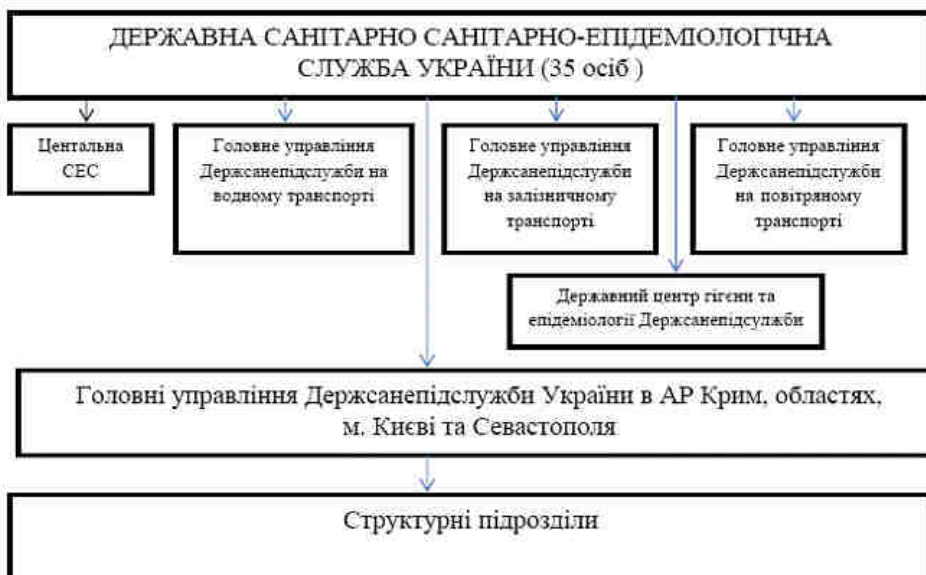 ДЕРЖАВНА САНІТАРНО САНІТАРНО-ЕПІДЕМІОЛОГІЧНА
СЛУЖБА УКРАЇНИ (35 осіб )
Центальна
СЕС
Головне управління
Держсанепідслужби на
водному транспорті
Головне управління
Держсанепідслужби
на залізничному
транспорті
Головне управління
Держсанепідслужби
на повітряному
транспорті
Державний центр гігєни та
епідеміології Держсанепідсулжби
Головні управління Держсанепідслужби України в АР Крим, областях,
м. Києві та Севастополя
Структурні підрозділи